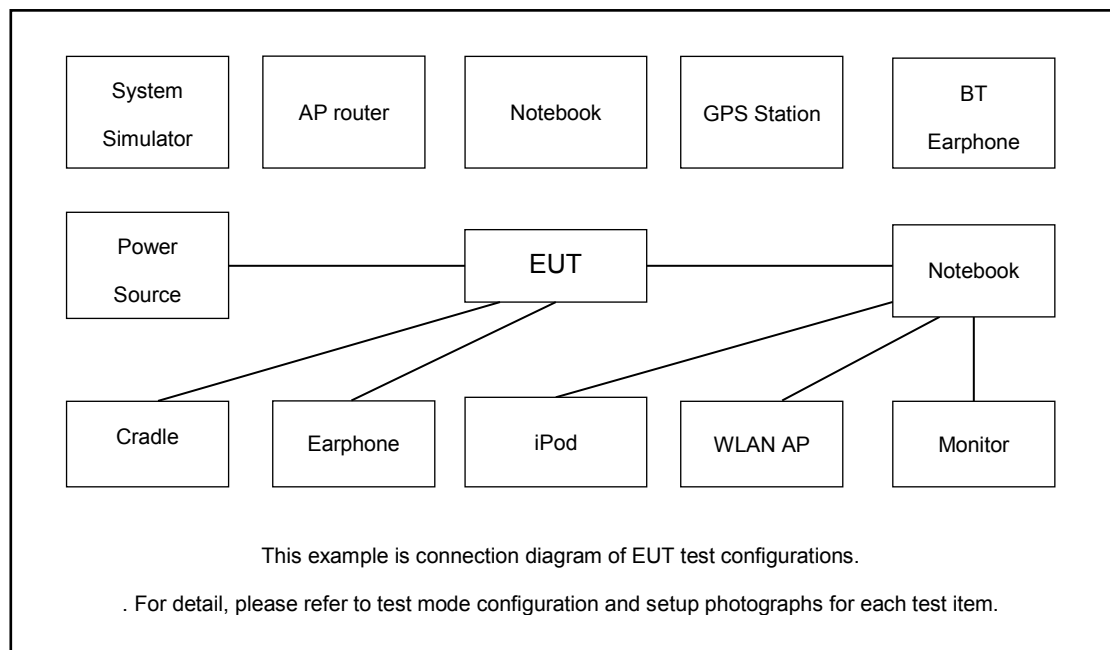 System
Simulator
AP router
Notebook
GPS Station
BT
Earphone
Power
Source
EUT
Notebook
Cradle
Earphone
iPod
WLAN AP
Monitor
This example is connection diagram of EUT test configurations.
. For detail, please refer to test mode configuration and setup photographs for each test item.